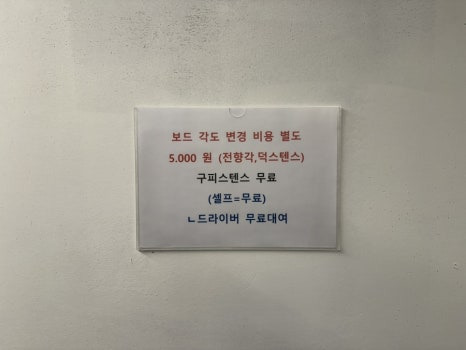 보드 각도 변경 비용 별도
5.000 원 (전향각,덕스텐스)
구피스텐스 무료
(셀프=무료)
ㄴ드라이버 무료대여